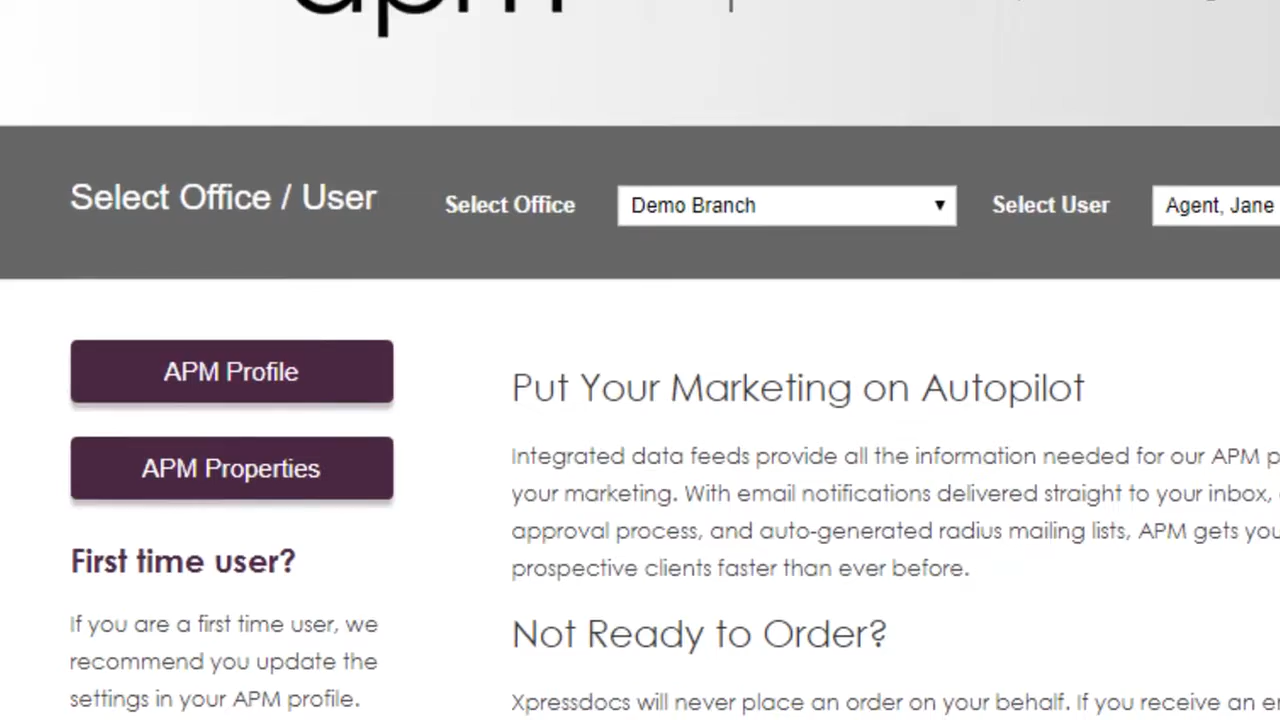 apm
Select Office / User
Select Office
Demo Branch
Select User
Agent, Jane
APM Profile
APM Properties
First time user?
If you are a first time user, we
recommend you update the
settings in your APM profile.
Put Your Marketing on Autopilot
Integrated data feeds provide all the information needed for our APM p
your marketing. With email notifications delivered straight to your inbox,
approval process, and auto-generated radius mailing lists, APM gets you
prospective clients faster than ever before.
Not Ready to Order?
Xpressdocs will never place an order on your behalf. If you receive an e